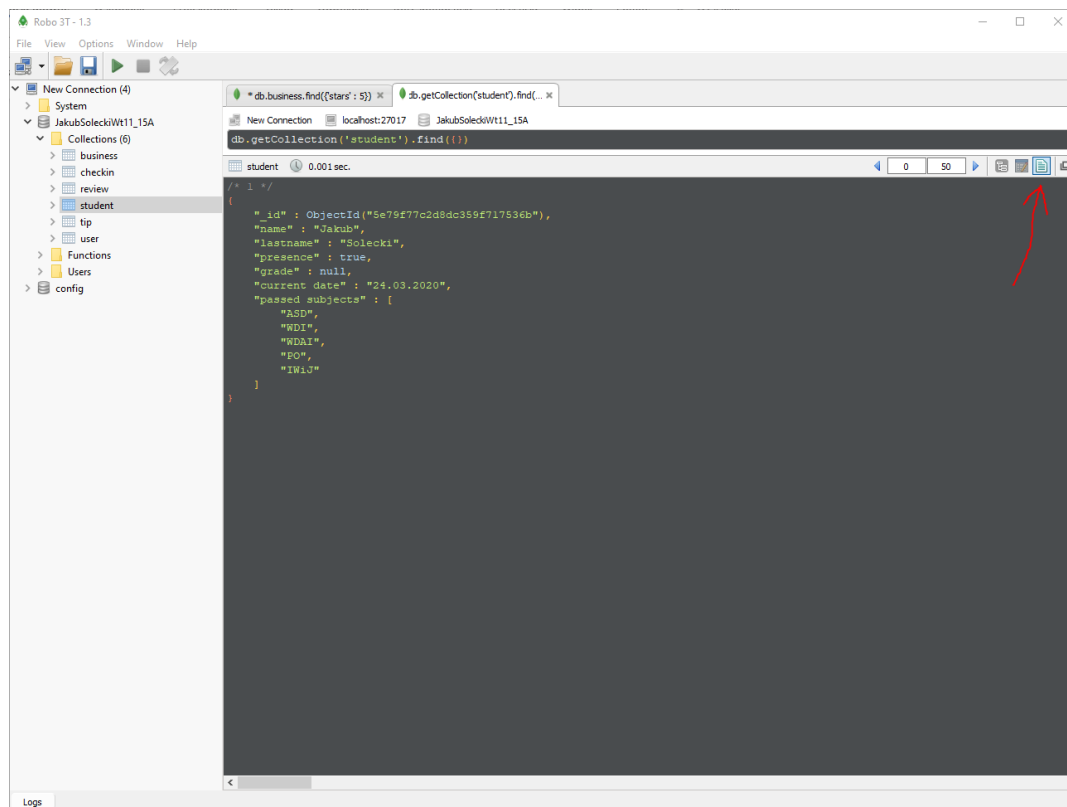 Robo 3T - 1.3
File View Options Window Help
New Connection (4)
System
JakubSoleckiWt11_15A
Collections (6)
business
checkin
review
student
tip
user
Functions
Users
config
* db.business.find({'stars' : 5})
db.getCollection('student').find(...
New Connection localhost:27017 JakubSoleckiWt11_15A
db.getCollection('student').find({})
student 0.001 sec. 0 50
/* 1 */
{
"_id" : ObjectId("5e79f77c2d8dc359f717536b"),
"name" : "Jakub",
"lastname" : "Solecki",
"presence" : true,
"grade" : null,
"current date" : "24.03.2020",
"passed subjects" : [
"ASD",
"WDI",
"WDAI",
"PO",
"IWiJ"
]
}
Logs